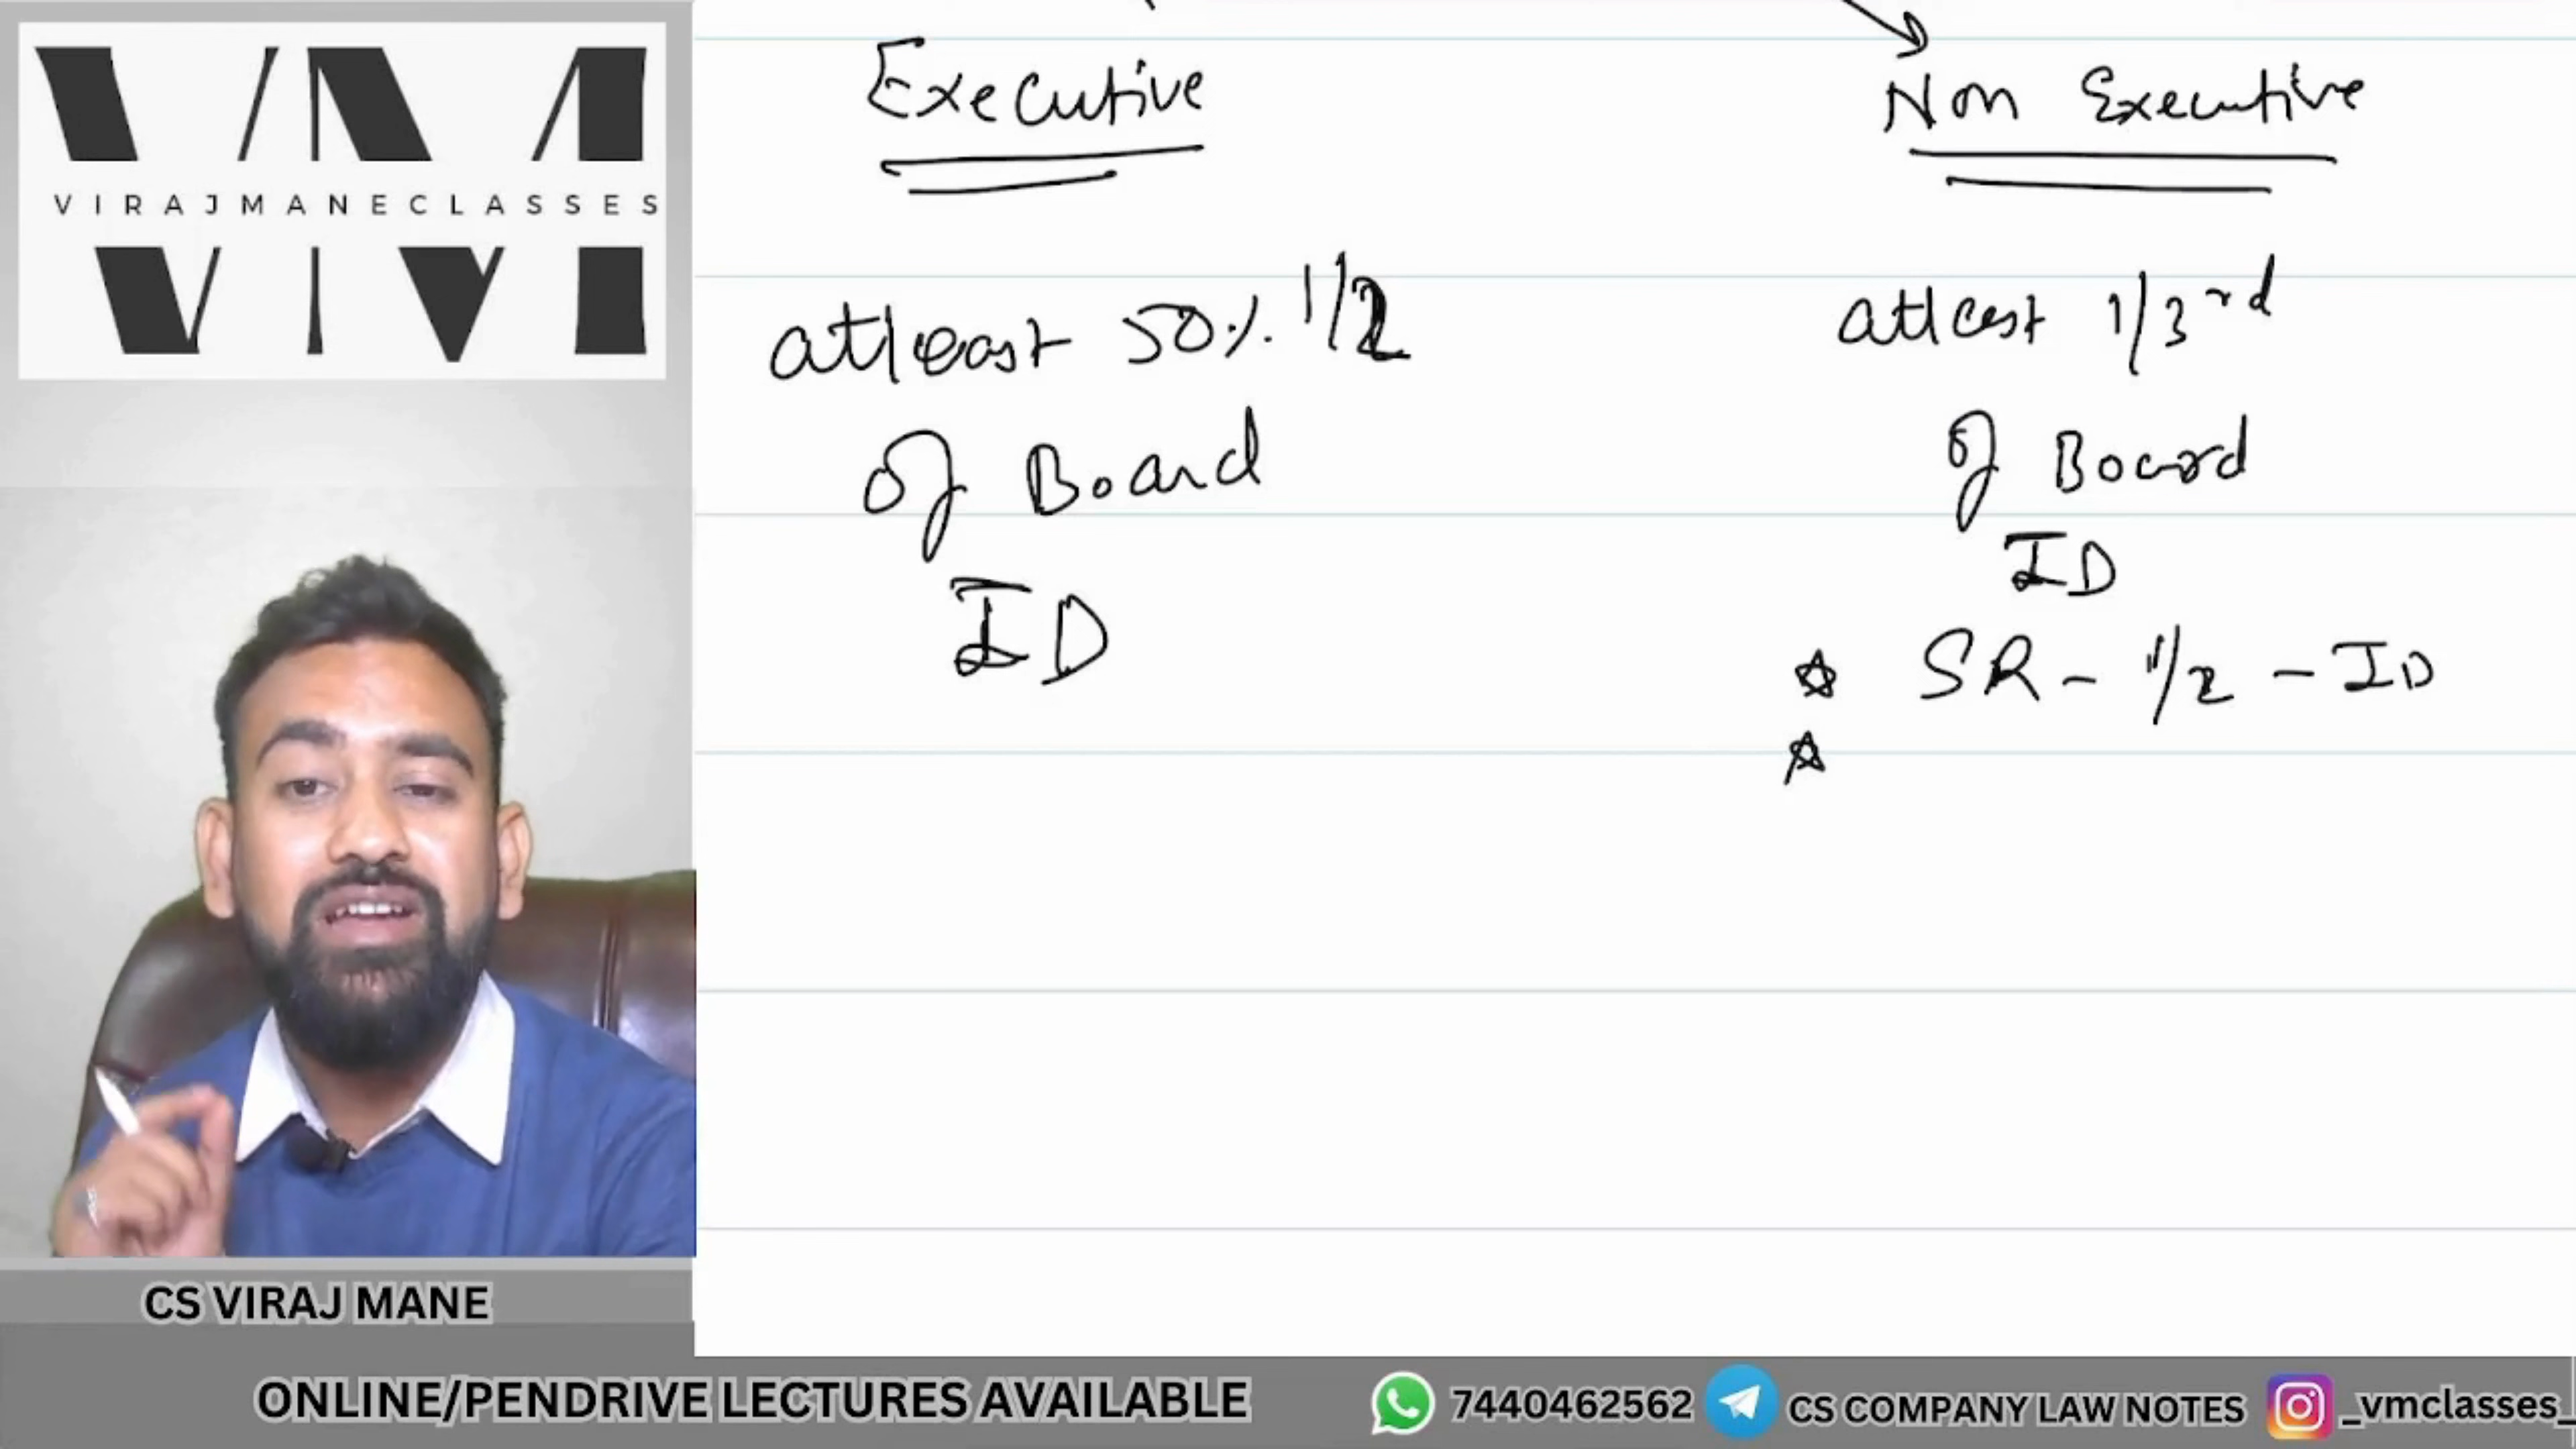 VIRAJMANECLASSES
Executive
Non Executive
atleast 50% 1/2
of Board
ID
atleast 1/3rd
of Board
ID
SR - 1/2 - ID
CS VIRAJ MANE
ONLINE/PENDRIVE LECTURES AVAILABLE
7440462562
CS COMPANY LAW NOTES
_vmclasses_